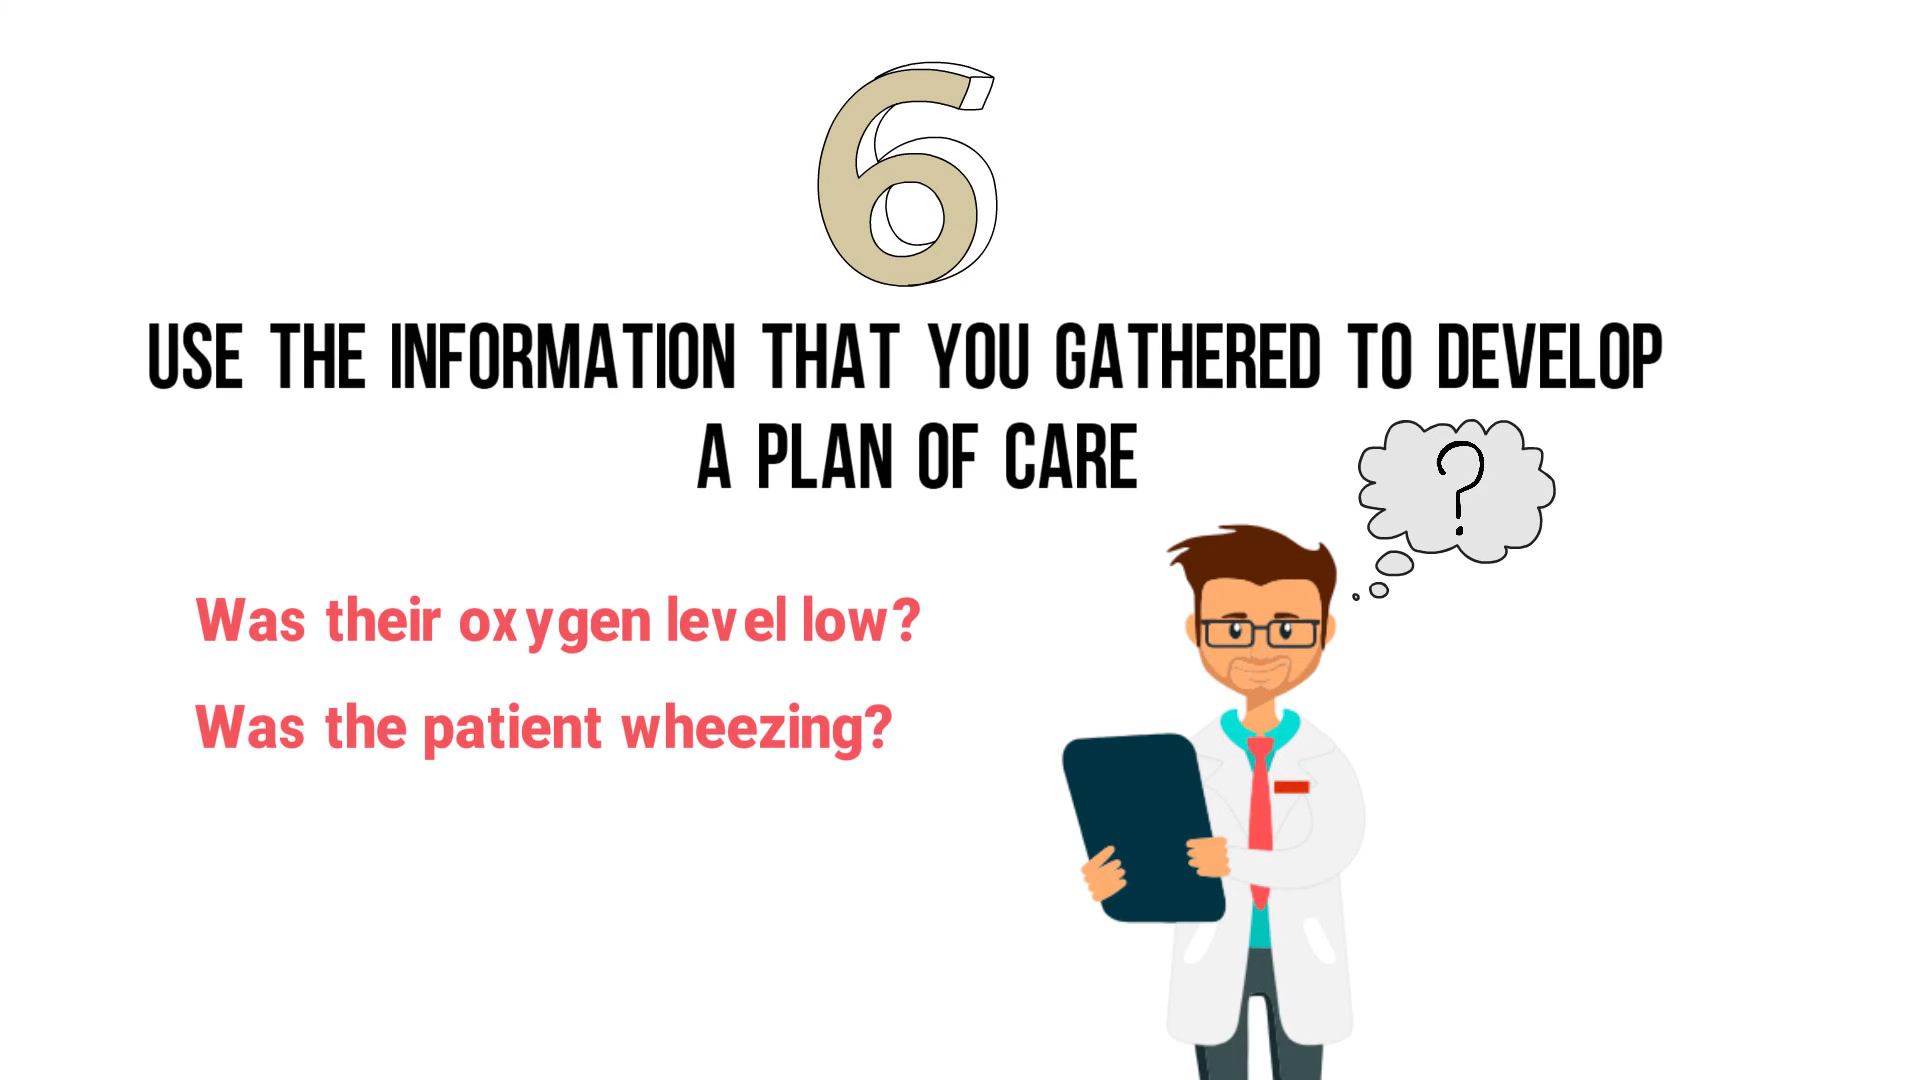 6
USE THE INFORMATION THAT YOU GATHERED TO DEVELOP
A PLAN OF CARE
?
Was their oxygen level low?
Was the patient wheezing?